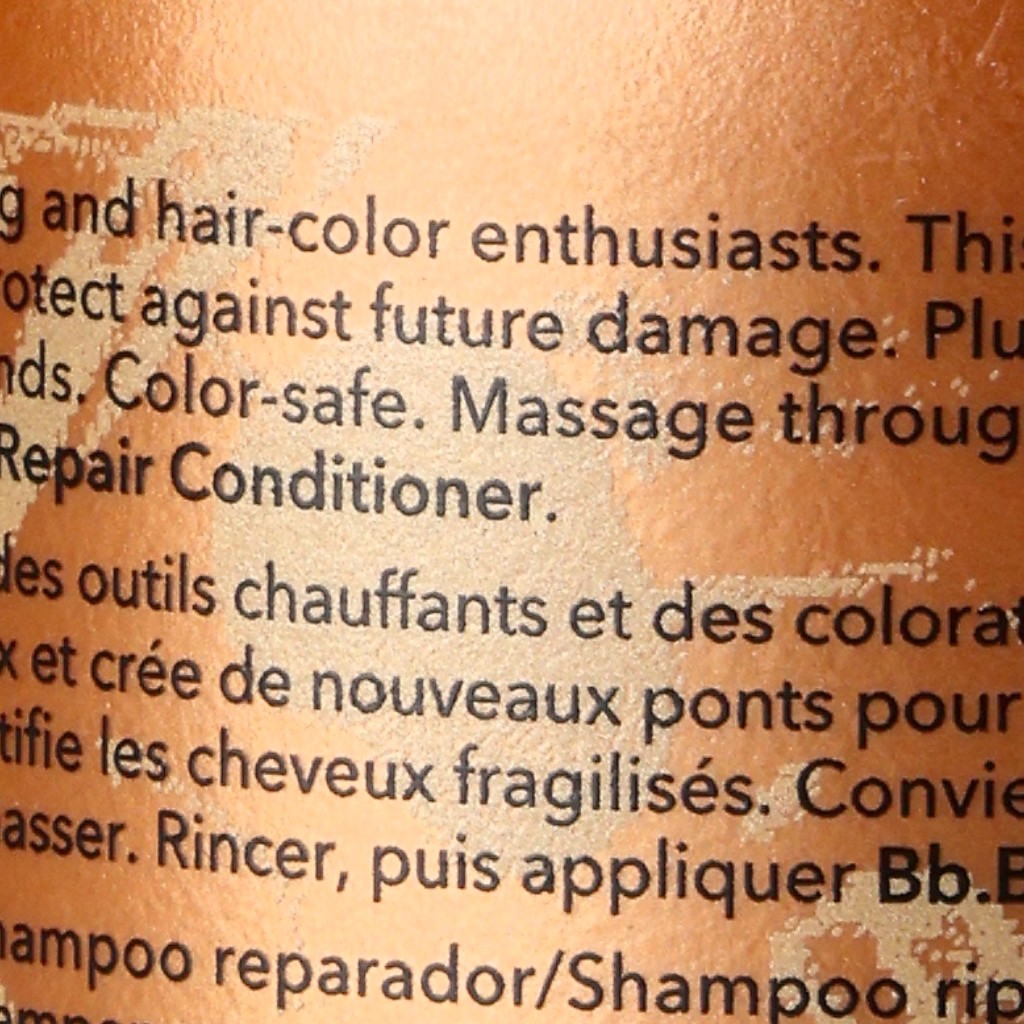 g and hair-color enthusiasts. This
rotect against future damage. Plu
nds. Color-safe. Massage throug
Repair Conditioner.
des outils chauffants et des colorat
x et crée de nouveaux ponts pour
tifie les cheveux fragilisés. Convie
asser. Rincer, puis appliquer Bb.B
hampoo reparador/Shampoo rip